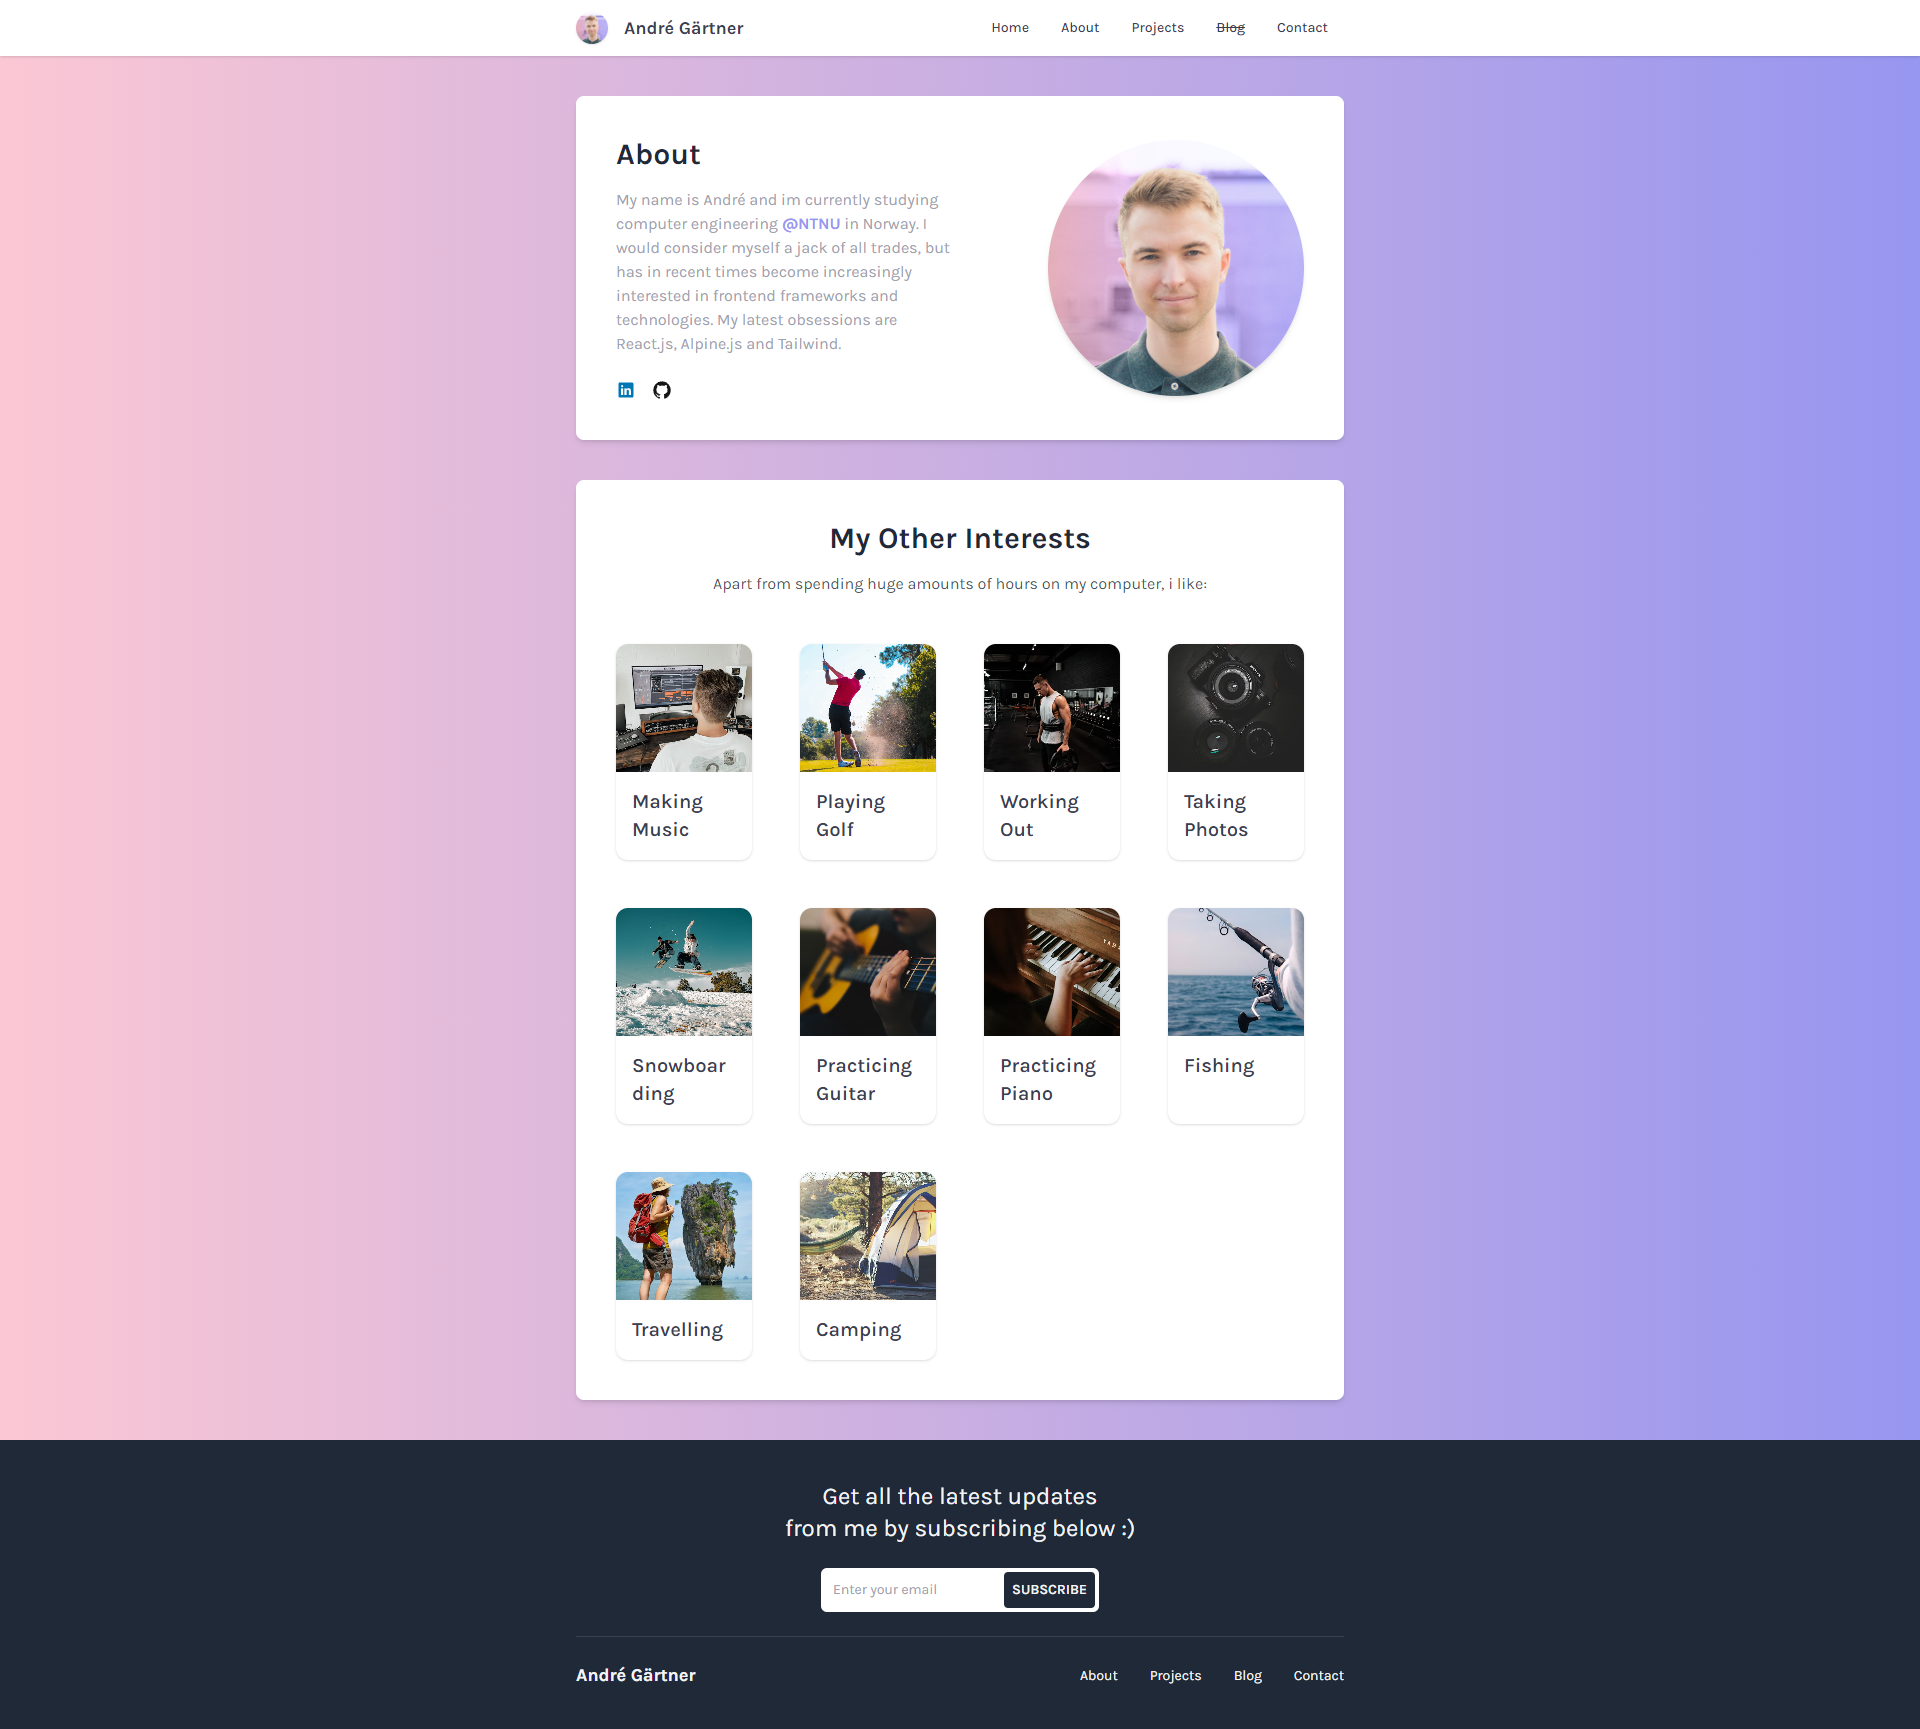 André Gärtner
Home About Projects Blog Contact
About
My name is André and im currently studying
computer engineering @NTNU in Norway. I
would consider myself a jack of all trades, but
has in recent times become increasingly
interested in frontend frameworks and
technologies. My latest obsessions are
React.js, Alpine.js and Tailwind.
in
My Other Interests
Apart from spending huge amounts of hours on my computer, i like:
Making
Music
Playing
Golf
Working
Out
Taking
Photos
Snowboar
ding
Practicing
Guitar
Practicing
Piano
Fishing
Travelling
Camping
Get all the latest updates
from me by subscribing below :)
Enter your email
SUBSCRIBE
André Gärtner
About Projects Blog Contact